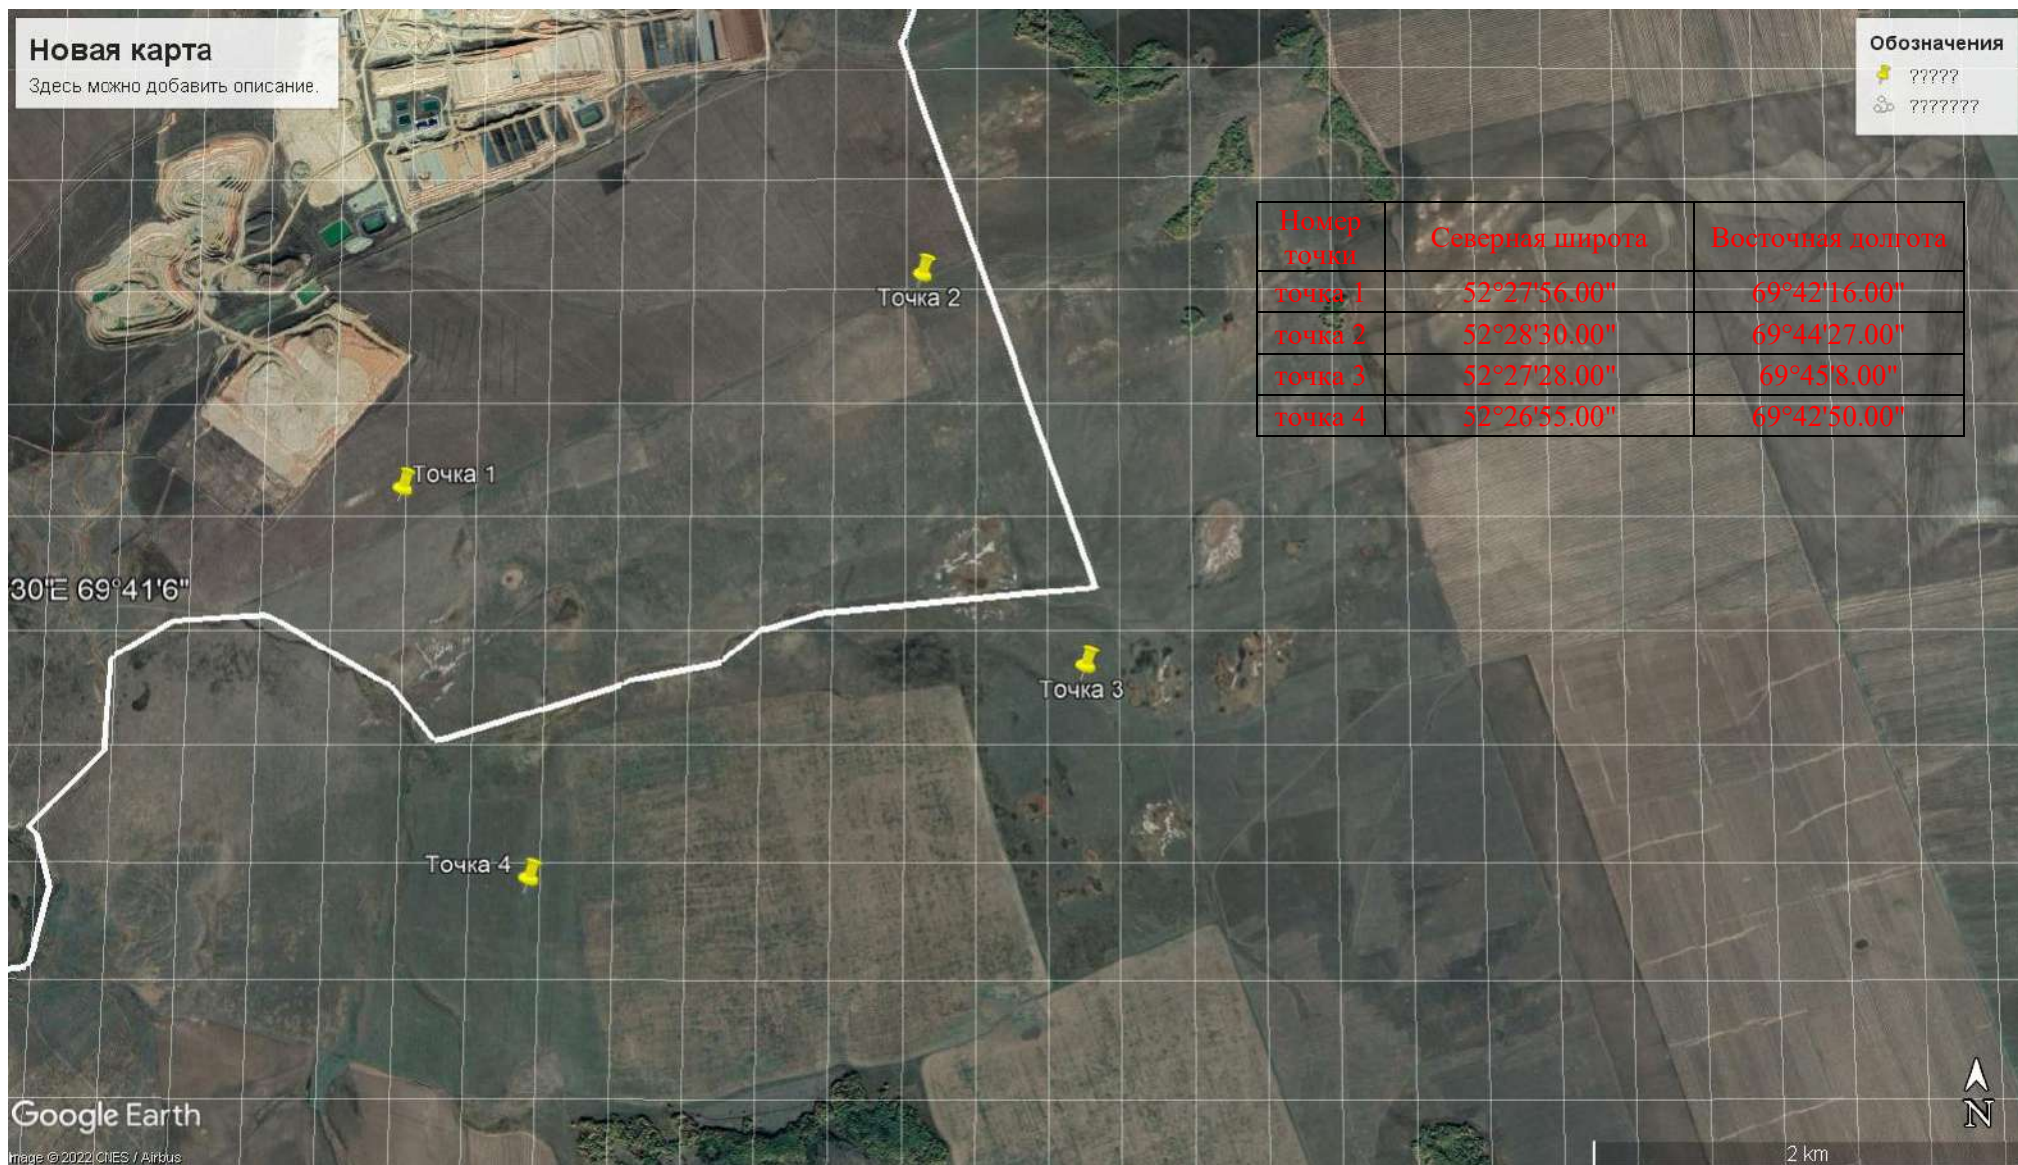 Новая карта
Здесь можно добавить описание.
Обозначения
?????
???????
Номер точки Северная широта Восточная долгота
точка 1 52°27'56.00" 69°42'16.00"
точка 2 52°28'30.00" 69°44'27.00"
точка 3 52°27'28.00" 69°45'8.00"
точка 4 52°26'55.00" 69°42'50.00"
Точка 2
Точка 1
30"E 69°41'6"
Точка 3
Точка 4
Google Earth
N
Image © 2022 CNES / Airbus
2 km